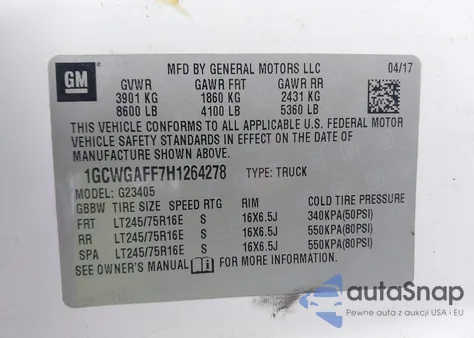 GM
MFD BY GENERAL MOTORS LLC 04/17
GVWR GAWR FRT GAWR RR
3901 KG 1860 KG 2431 KG
8600 LB 4100 LB 5360 LB
THIS VEHICLE CONFORMS TO ALL APPLICABLE U.S. FEDERAL MOTOR
VEHICLE SAFETY STANDARDS IN EFFECT ON THE DATE OF
MANUFACTURE SHOWN ABOVE.
1GCWGAFF7H1264278 TYPE: TRUCK
MODEL: G23405
GBBW TIRE SIZE SPEED RTG RIM COLD TIRE PRESSURE
FRT LT245/75R16E S 16X6.5J 340KPA(50PSI)
RR LT245/75R16E S 16X6.5J 550KPA(80PSI)
SPA LT245/75R16E S 16X6.5J 550KPA(80PSI)
SEE OWNER'S MANUAL FOR MORE INFORMATION.
autoSnap
Pewne auta z aukcji USA i EU